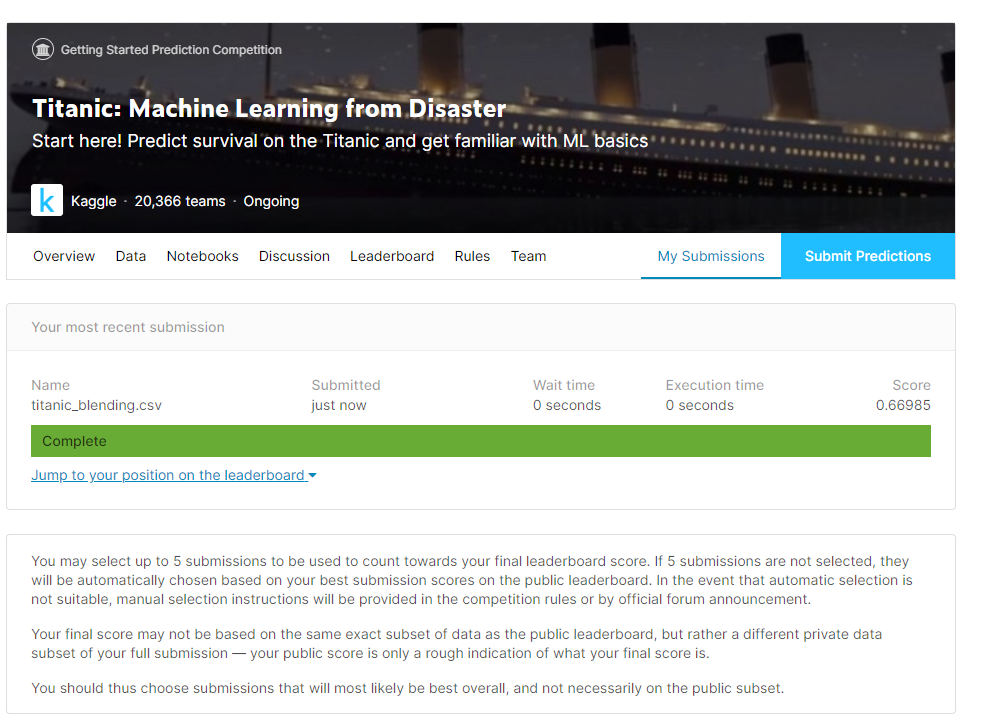 Getting Started Prediction Competition
Titanic: Machine Learning from Disaster
Start here! Predict survival on the Titanic and get familiar with ML basics
k Kaggle · 20,366 teams · Ongoing
Overview Data Notebooks Discussion Leaderboard Rules Team My Submissions Submit Predictions
Your most recent submission
Name Submitted Wait time Execution time Score
titanic_blending.csv just now 0 seconds 0 seconds 0.66985
Complete
Jump to your position on the leaderboard
You may select up to 5 submissions to be used to count towards your final leaderboard score. If 5 submissions are not selected, they
will be automatically chosen based on your best submission scores on the public leaderboard. In the event that automatic selection is
not suitable, manual selection instructions will be provided in the competition rules or by official forum announcement.
Your final score may not be based on the same exact subset of data as the public leaderboard, but rather a different private data
subset of your full submission — your public score is only a rough indication of what your final score is.
You should thus choose submissions that will most likely be best overall, and not necessarily on the public subset.